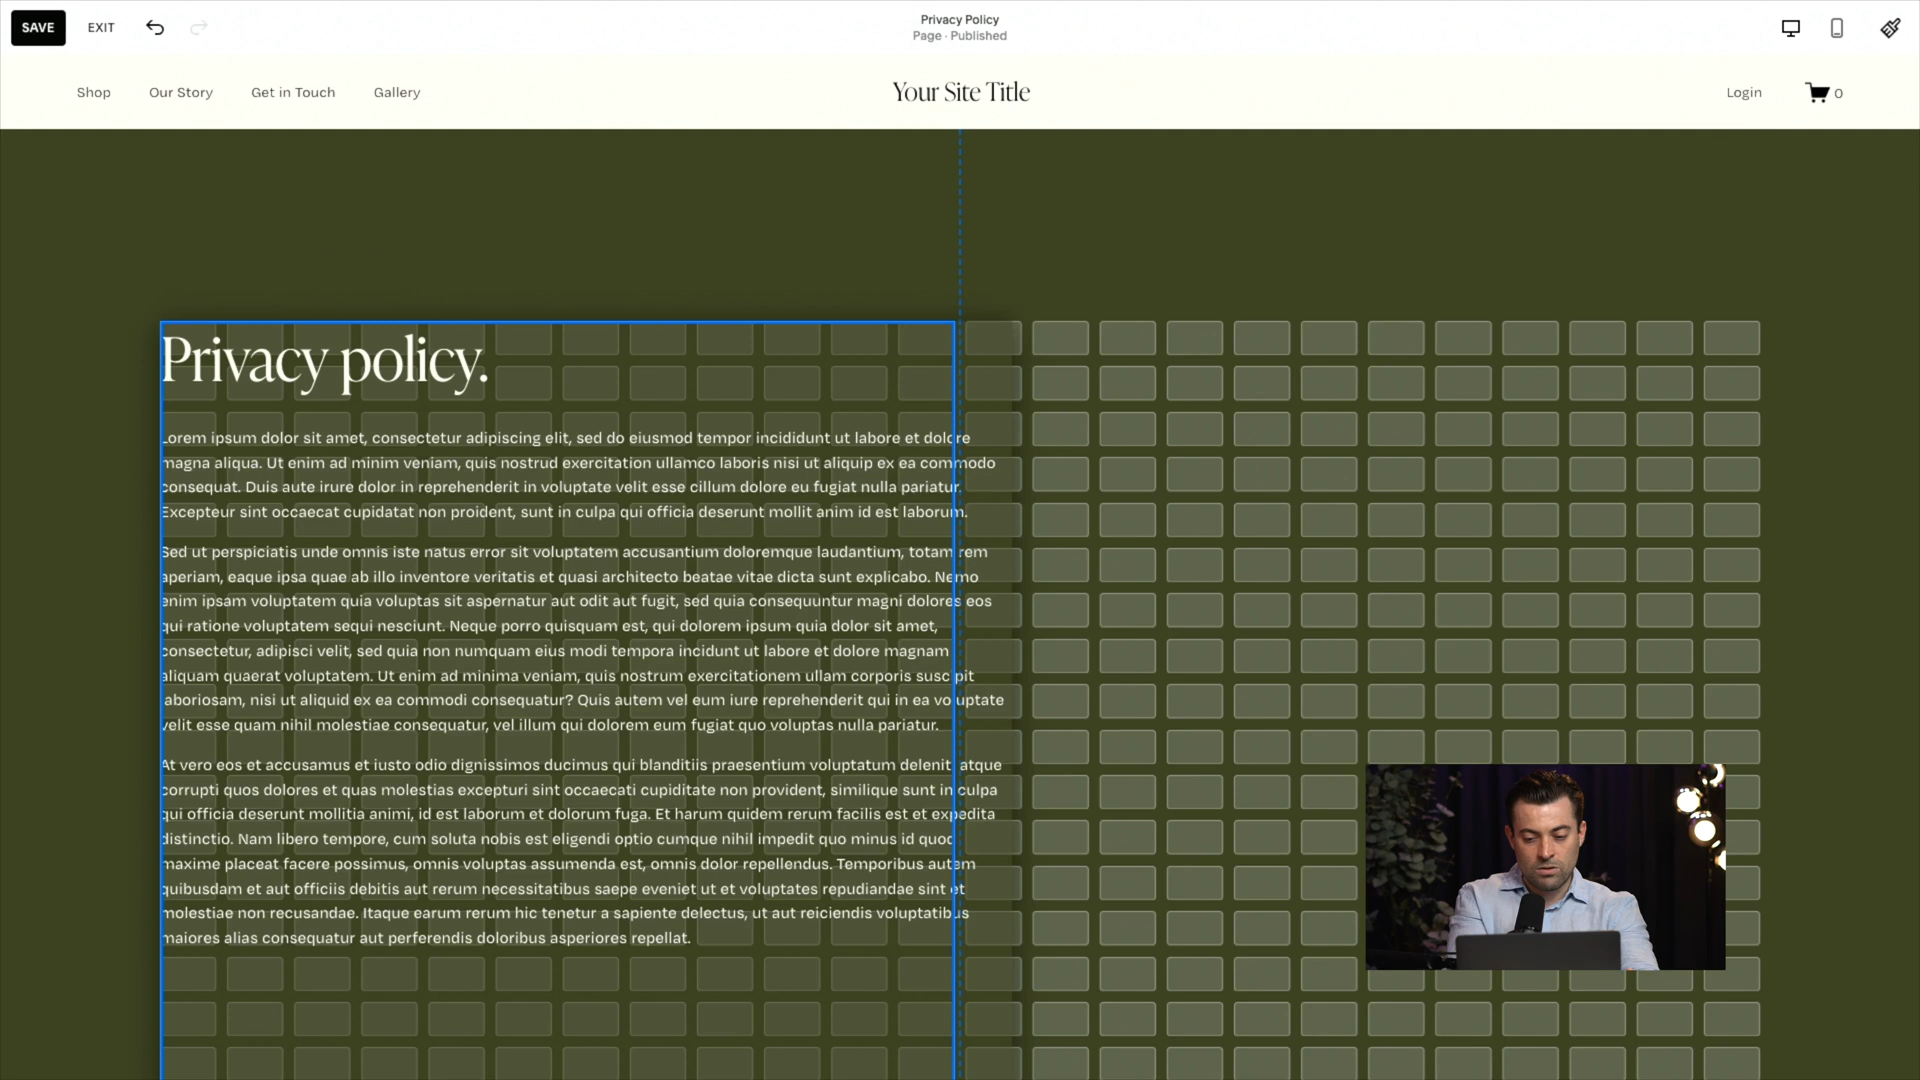 SAVE
EXIT
Privacy Policy
Page · Published
Shop
Our Story
Get in Touch
Gallery
Your Site Title
Login
0
Privacy policy.
Lorem ipsum dolor sit amet, consectetur adipiscing elit, sed do eiusmod tempor incididunt ut labore et dolore
magna aliqua. Ut enim ad minim veniam, quis nostrud exercitation ullamco laboris nisi ut aliquip ex ea commodo
consequat. Duis aute irure dolor in reprehenderit in voluptate velit esse cillum dolore eu fugiat nulla pariatur.
Excepteur sint occaecat cupidatat non proident, sunt in culpa qui officia deserunt mollit anim id est laborum.
Sed ut perspiciatis unde omnis iste natus error sit voluptatem accusantium doloremque laudantium, totam rem
aperiam, eaque ipsa quae ab illo inventore veritatis et quasi architecto beatae vitae dicta sunt explicabo. Nemo
enim ipsam voluptatem quia voluptas sit aspernatur aut odit aut fugit, sed quia consequuntur magni dolores eos
qui ratione voluptatem sequi nesciunt. Neque porro quisquam est, qui dolorem ipsum quia dolor sit amet,
consectetur, adipisci velit, sed quia non numquam eius modi tempora incidunt ut labore et dolore magnam
aliquam quaerat voluptatem. Ut enim ad minima veniam, quis nostrum exercitationem ullam corporis suscipit
laboriosam, nisi ut aliquid ex ea commodi consequatur? Quis autem vel eum iure reprehenderit qui in ea voluptate
velit esse quam nihil molestiae consequatur, vel illum qui dolorem eum fugiat quo voluptas nulla pariatur.
At vero eos et accusamus et iusto odio dignissimos ducimus qui blanditiis praesentium voluptatum deleniti atque
corrupti quos dolores et quas molestias excepturi sint occaecati cupiditate non provident, similique sunt in culpa
qui officia deserunt mollitia animi, id est laborum et dolorum fuga. Et harum quidem rerum facilis est et expedita
distinctio. Nam libero tempore, cum soluta nobis est eligendi optio cumque nihil impedit quo minus id quod
maxime placeat facere possimus, omnis voluptas assumenda est, omnis dolor repellendus. Temporibus autem
quibusdam et aut officiis debitis aut rerum necessitatibus saepe eveniet ut et voluptates repudiandae sint et
molestiae non recusandae. Itaque earum rerum hic tenetur a sapiente delectus, ut aut reiciendis voluptatibus
maiores alias consequatur aut perferendis doloribus asperiores repellat.